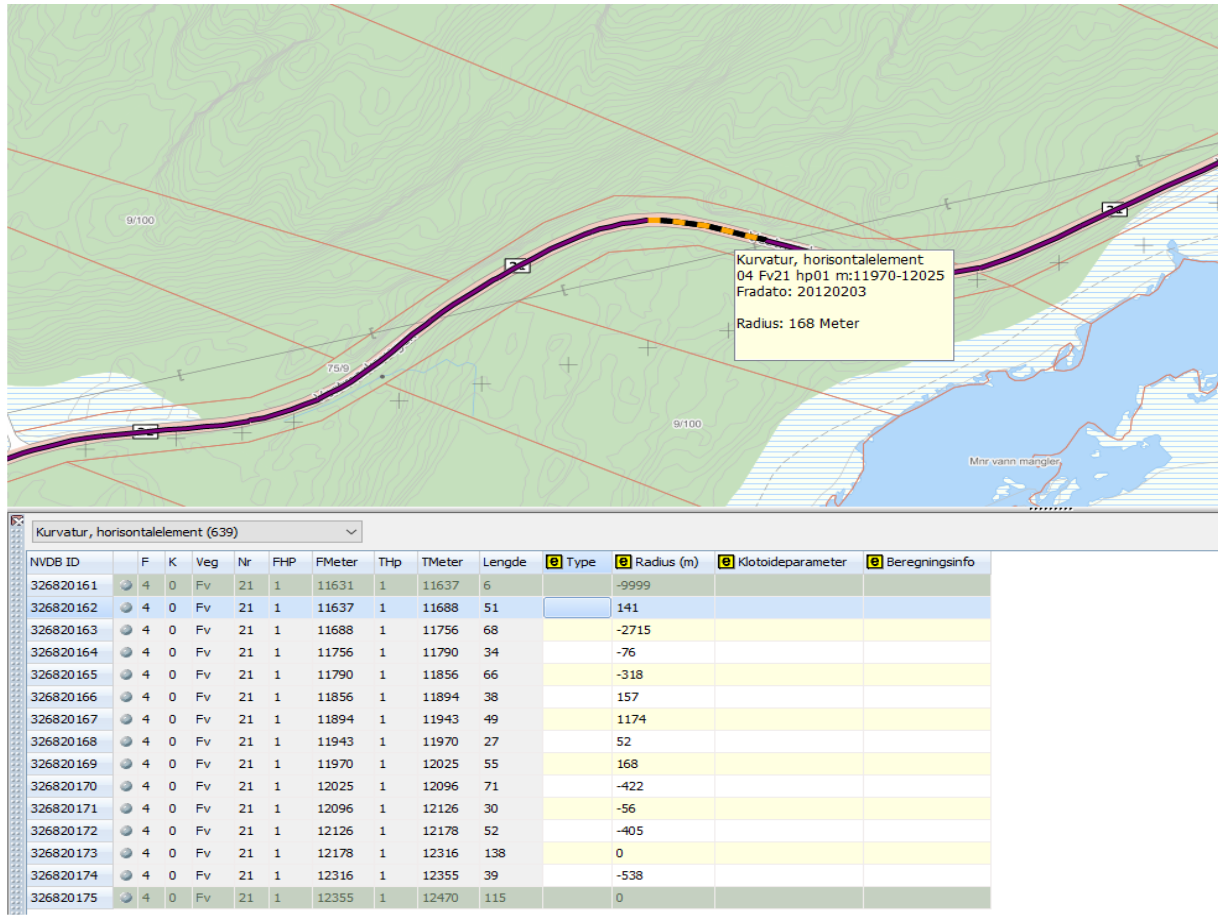 9/100
Kurvatur, horisontalelement
04 Fv21 hp01 m:11970-12025
Fradato: 20120203
Radius: 168 Meter
75/9
9/100
Mnr vann mangler
Kurvatur, horisontalelement (639)
NVDB ID F K Veg Nr FHP FMeter THp TMeter Lengde e Type e Radius (m) e Klotoideparameter e Beregningsinfo
326820161 4 0 Fv 21 1 11631 1 11637 6 -9999
326820162 4 0 Fv 21 1 11637 1 11688 51 141
326820163 4 0 Fv 21 1 11688 1 11756 68 -2715
326820164 4 0 Fv 21 1 11756 1 11790 34 -76
326820165 4 0 Fv 21 1 11790 1 11856 66 -318
326820166 4 0 Fv 21 1 11856 1 11894 38 157
326820167 4 0 Fv 21 1 11894 1 11943 49 1174
326820168 4 0 Fv 21 1 11943 1 11970 27 52
326820169 4 0 Fv 21 1 11970 1 12025 55 168
326820170 4 0 Fv 21 1 12025 1 12096 71 -422
326820171 4 0 Fv 21 1 12096 1 12126 30 -56
326820172 4 0 Fv 21 1 12126 1 12178 52 -405
326820173 4 0 Fv 21 1 12178 1 12316 138 0
326820174 4 0 Fv 21 1 12316 1 12355 39 -538
326820175 4 0 Fv 21 1 12355 1 12470 115 0